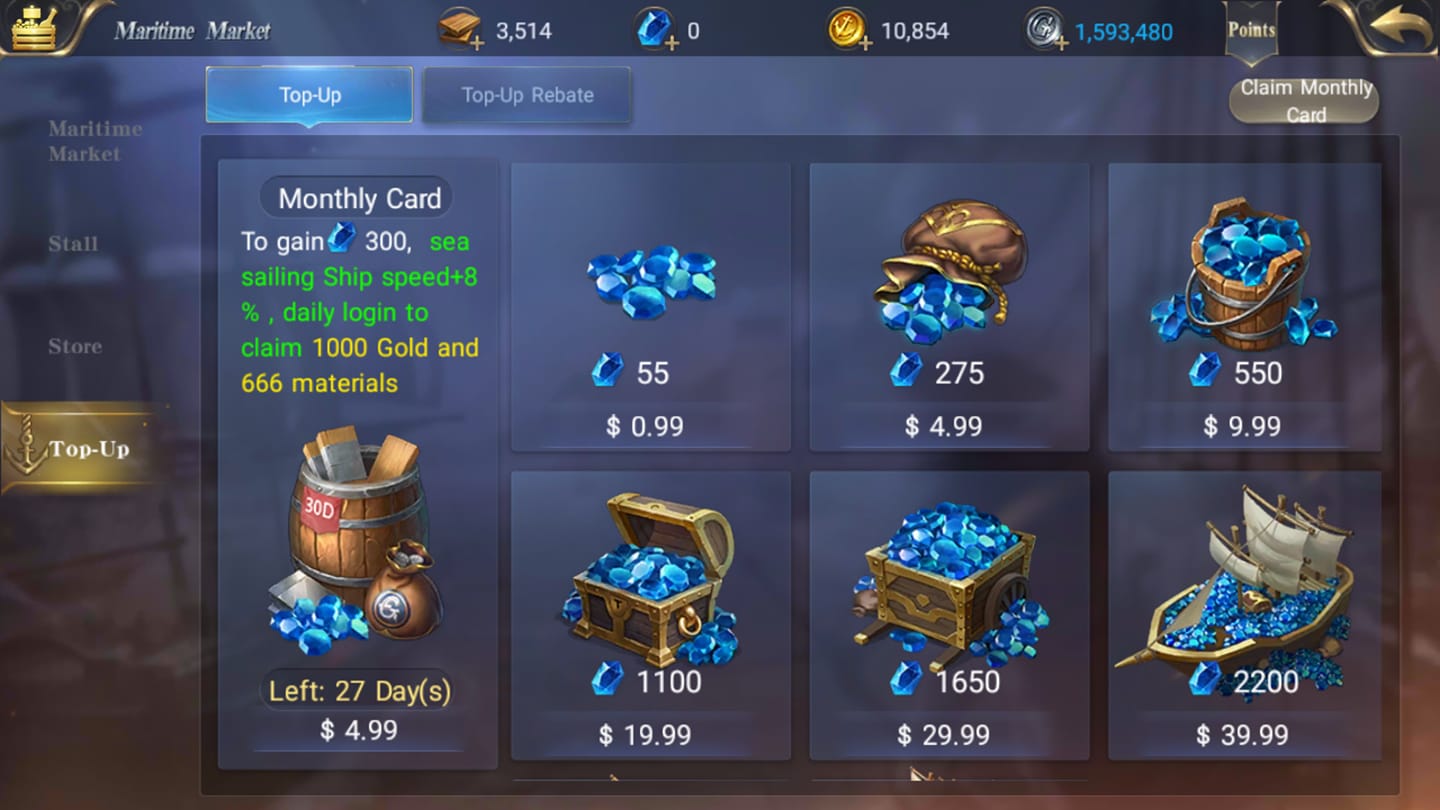 Maritime Market
3,514
0
10,854
1,593,480
Points
Top-Up
Top-Up Rebate
Claim Monthly
Card
Maritime
Market
Stall
Store
Top-Up
Monthly Card
To gain 300, sea
sailing Ship speed+8
% , daily login to
claim 1000 Gold and
666 materials
30D
Left: 27 Day(s)
$ 4.99
55
$ 0.99
275
$ 4.99
550
$ 9.99
1100
$ 19.99
1650
$ 29.99
2200
$ 39.99